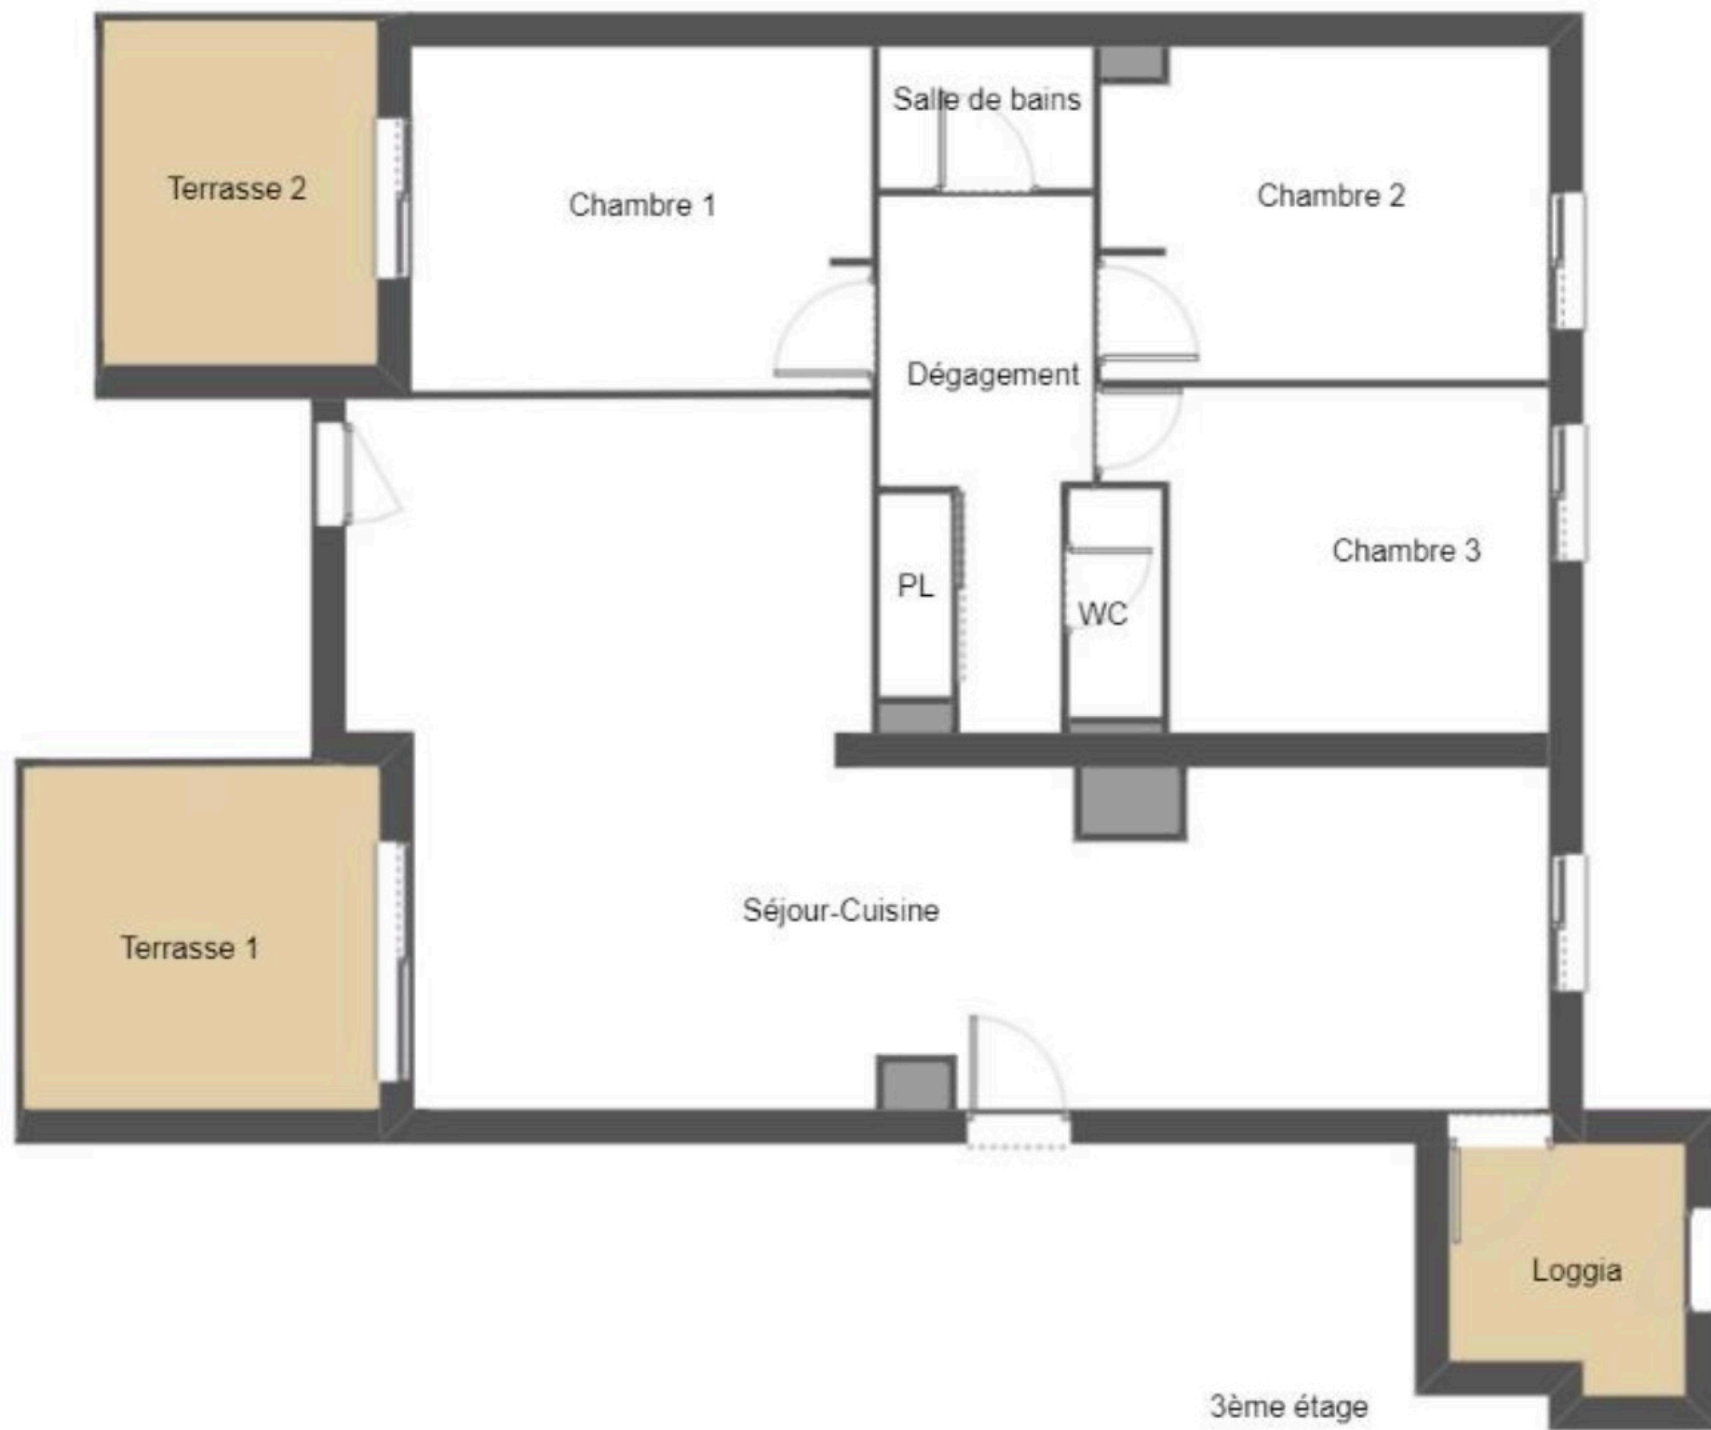 Salle de bains
Terrasse 2
Chambre 1
Chambre 2
Dégagement
Chambre 3
PL
WC
Séjour-Cuisine
Terrasse 1
Loggia
3ème étage